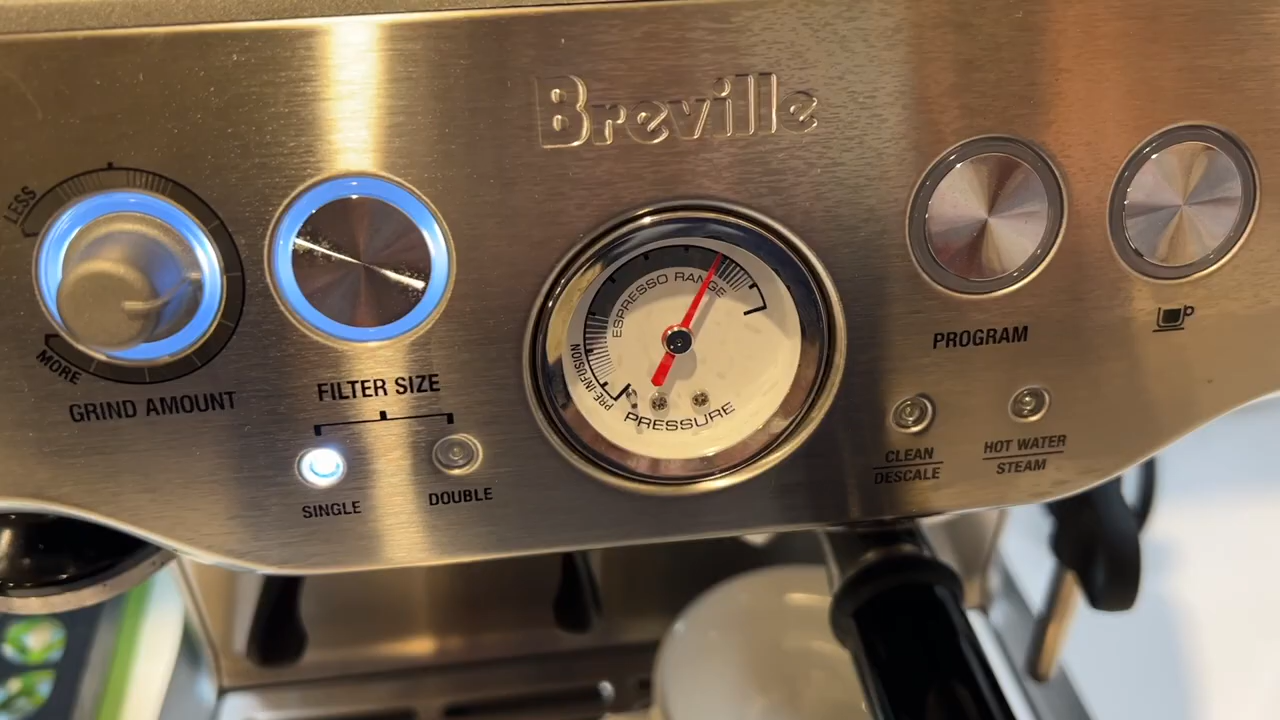 Breville
LESS
MORE
GRIND AMOUNT
FILTER SIZE
SINGLE
DOUBLE
ESPRESSO RANGE
PRE-INFUSION
PRESSURE
PROGRAM
CLEAN
DESCALE
HOT WATER
STEAM